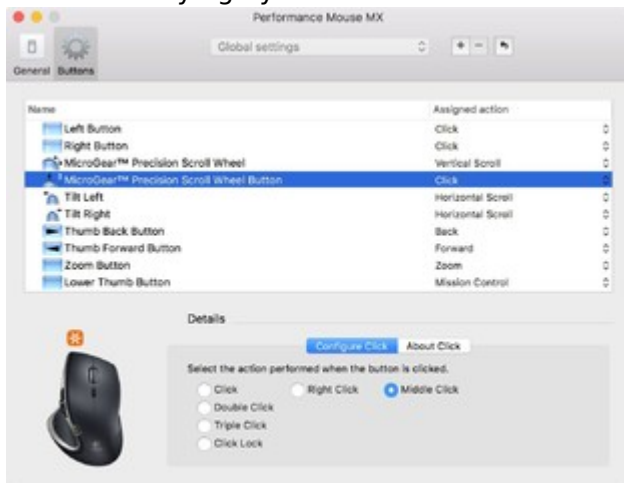 Performance Mouse MX
Global settings
General Buttons
Name Assigned action
Left Button Click
Right Button Click
MicroGear™ Precision Scroll Wheel Vertical Scroll
MicroGear™ Precision Scroll Wheel Button Click
Tilt Left Horizontal Scroll
Tilt Right Horizontal Scroll
Thumb Back Button Back
Thumb Forward Button Forward
Zoom Button Zoom
Lower Thumb Button Mission Control
Details
Configure Click About Click
Select the action performed when the button is clicked.
Click Right Click Middle Click
Double Click
Triple Click
Click Lock